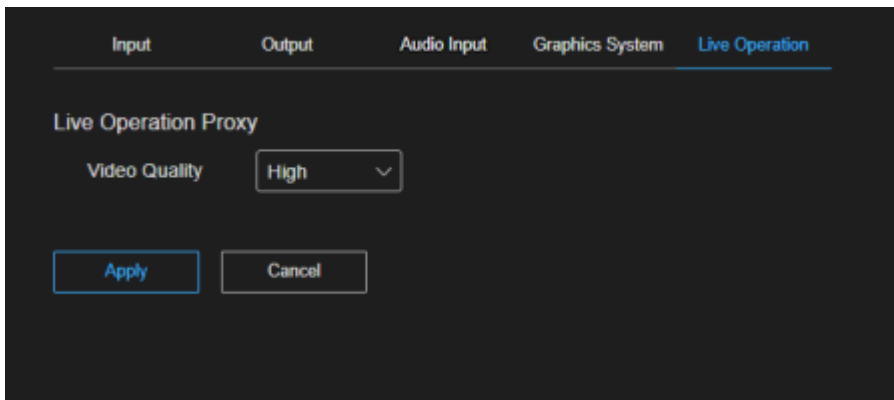 Input Output Audio Input Graphics System Live Operation
Live Operation Proxy
Video Quality High
Apply Cancel